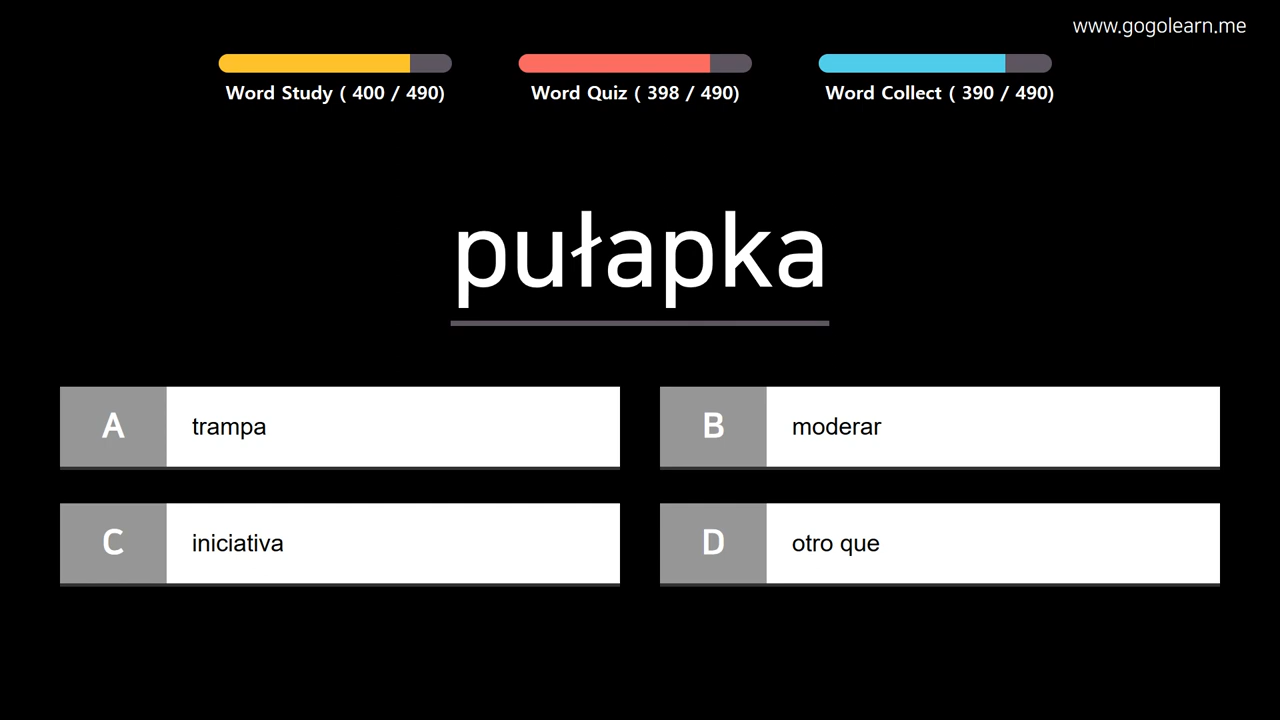 www.gogolearn.me
Word Study ( 400 / 490)
Word Quiz ( 398 / 490)
Word Collect ( 390 / 490)
pułapka
A trampa
B moderar
C iniciativa
D otro que